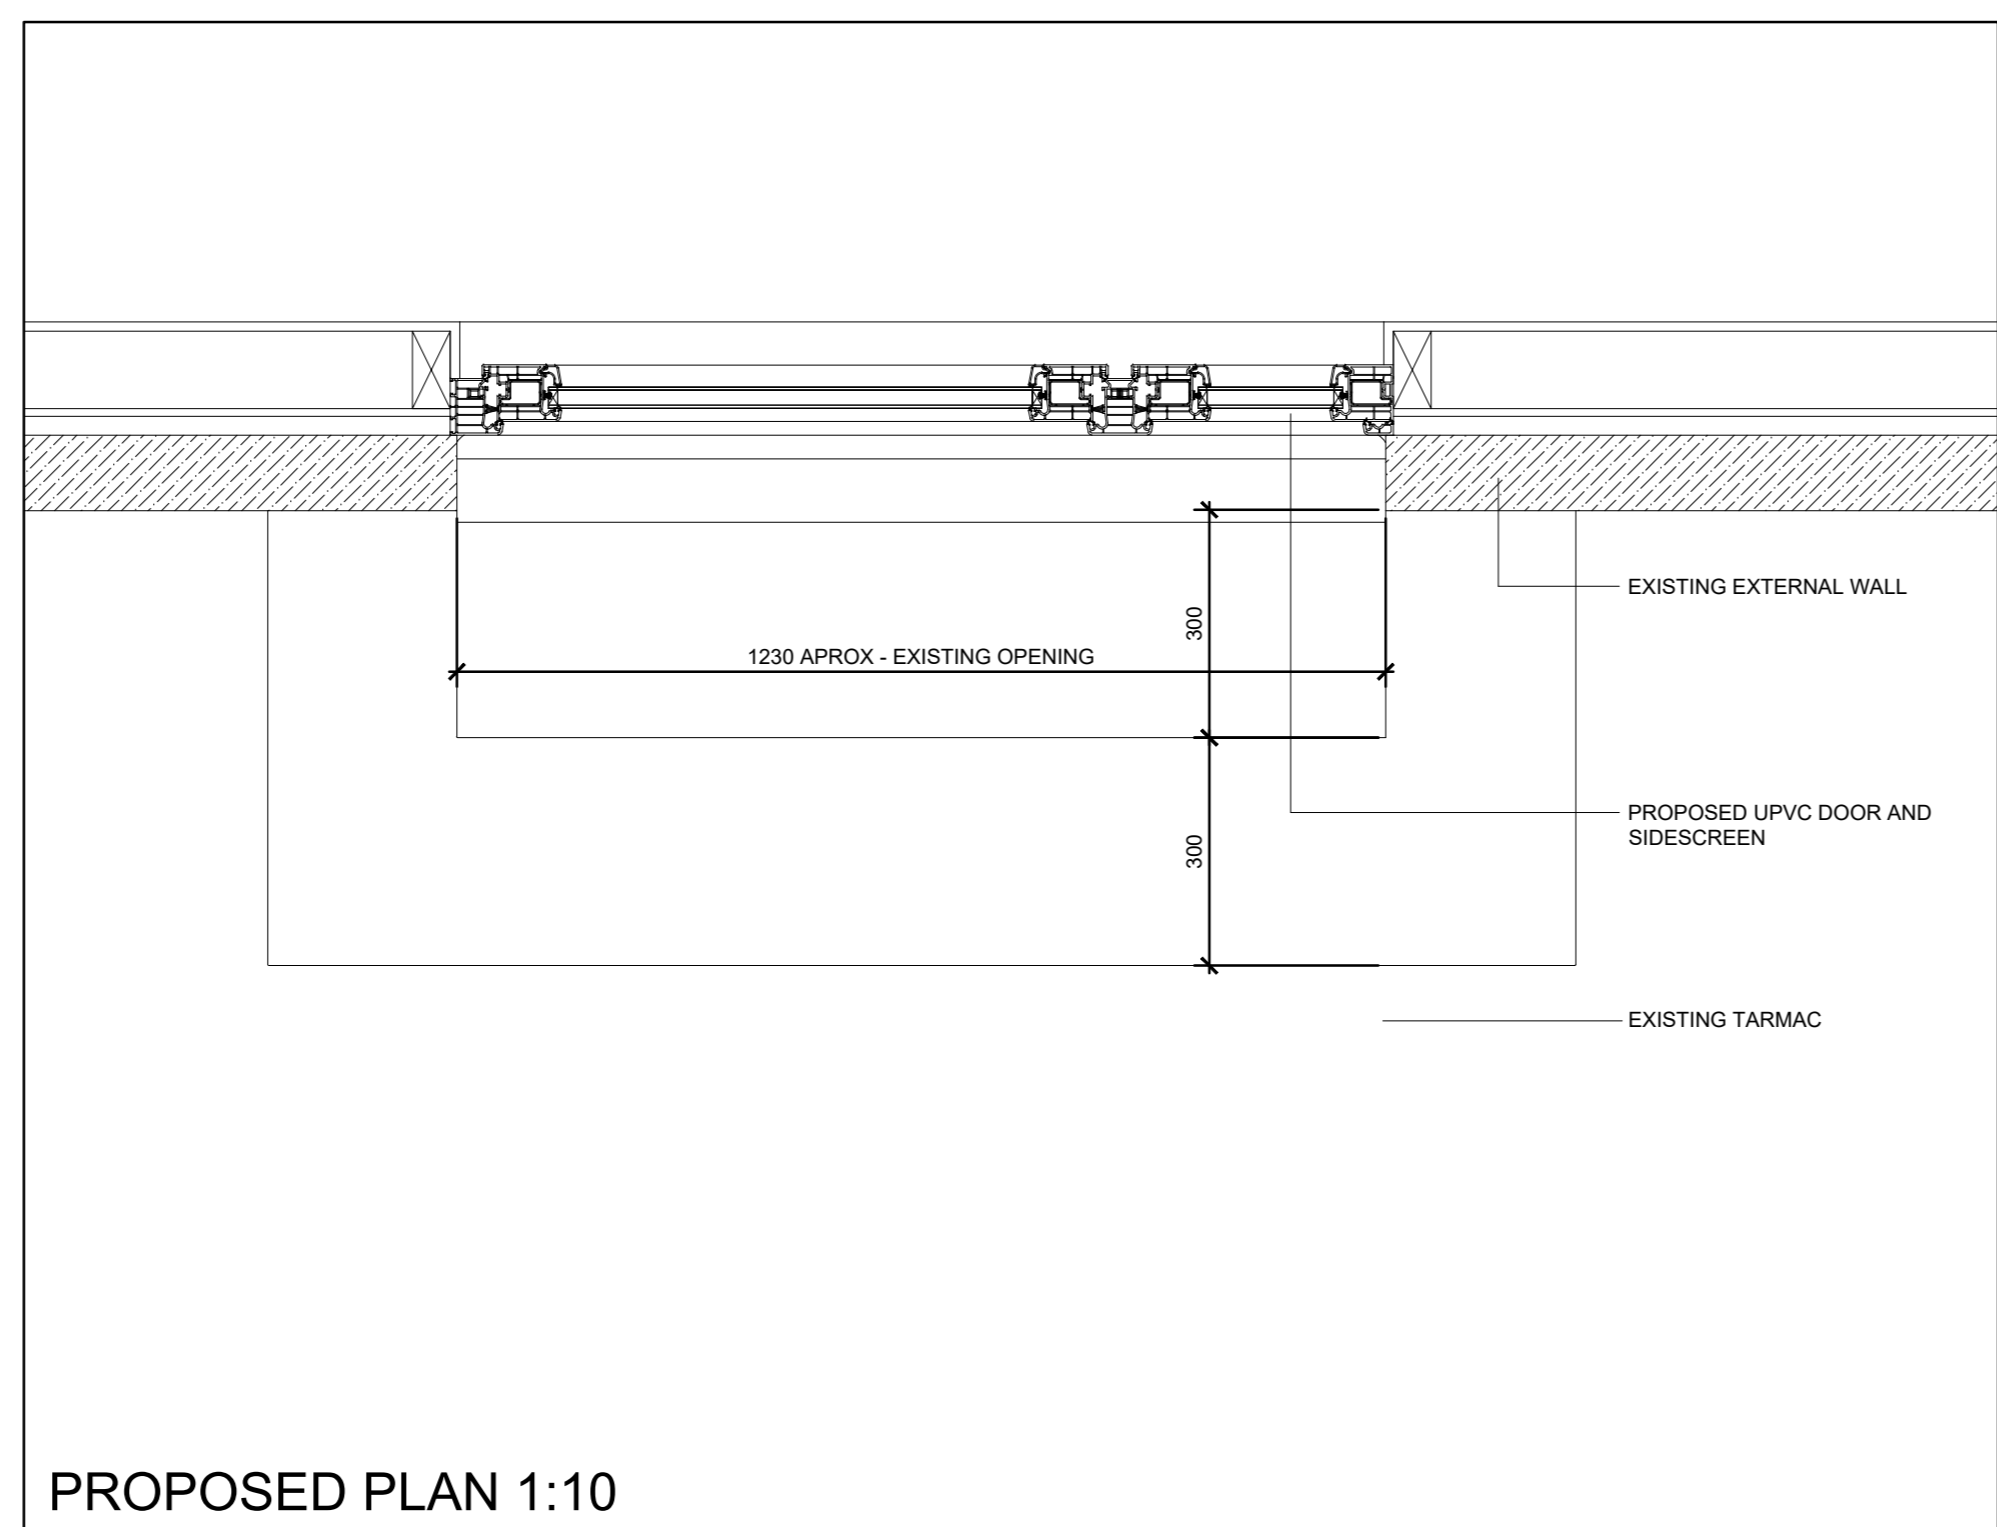 EXISTING EXTERNAL WALL
300
1230 APROX - EXISTING OPENING
PROPOSED UPVC DOOR AND
SIDESCREEN
300
EXISTING TARMAC
PROPOSED PLAN 1:10